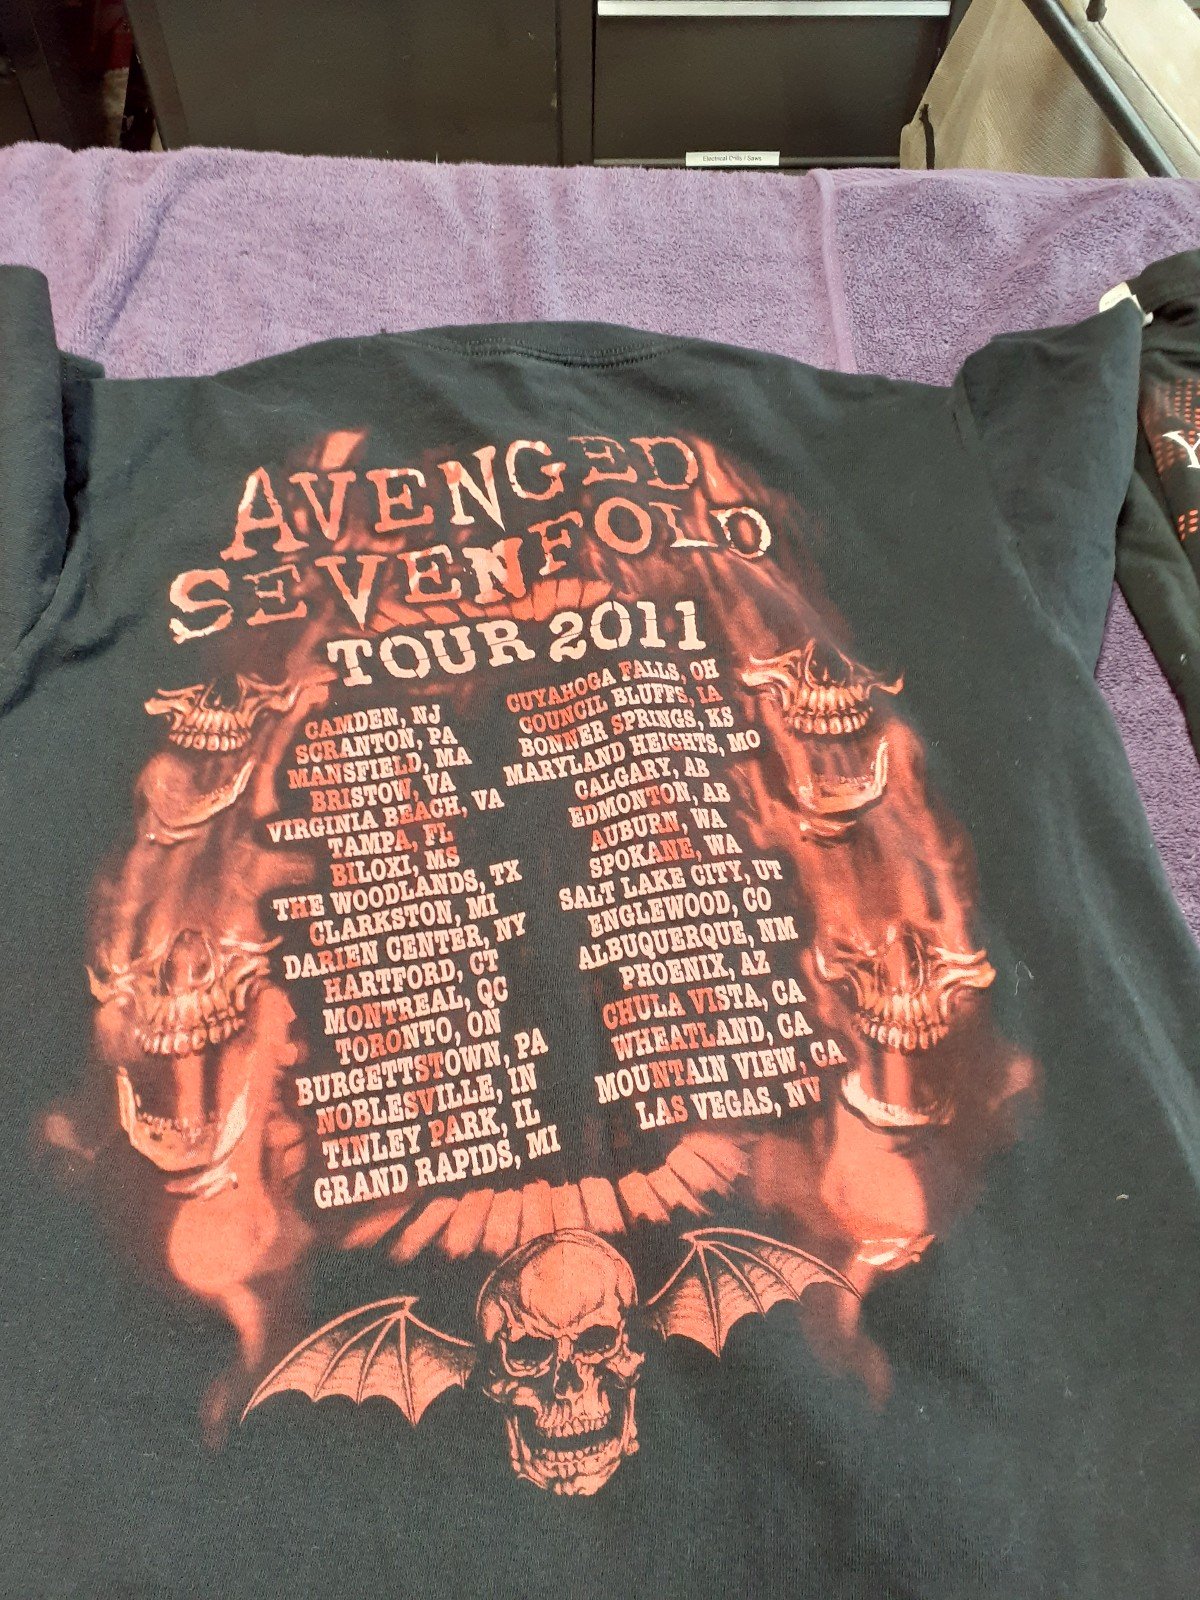 Electrical Drills / Saws
AVENGED
SEVENFOLD
TOUR 2011
CAMDEN, NJ
SCRANTON, PA
MANSFIELD, MA
BRISTOW, VA
VIRGINIA BEACH, VA
TAMPA, FL
BILOXI, MS
THE WOODLANDS, TX
CLARKSTON, MI
DARIEN CENTER, NY
HARTFORD, CT
MONTREAL, QC
TORONTO, ON
BURGETTSTOWN, PA
NOBLESVILLE, IN
TINLEY PARK, IL
GRAND RAPIDS, MI
CUYAHOGA FALLS, OH
COUNCIL BLUFFS, IA
BONNER SPRINGS, KS
MARYLAND HEIGHTS, MO
CALGARY, AB
EDMONTON, AB
AUBURN, WA
SPOKANE, WA
SALT LAKE CITY, UT
ENGLEWOOD, CO
ALBUQUERQUE, NM
PHOENIX, AZ
CHULA VISTA, CA
WHEATLAND, CA
MOUNTAIN VIEW, CA
LAS VEGAS, NV
Y